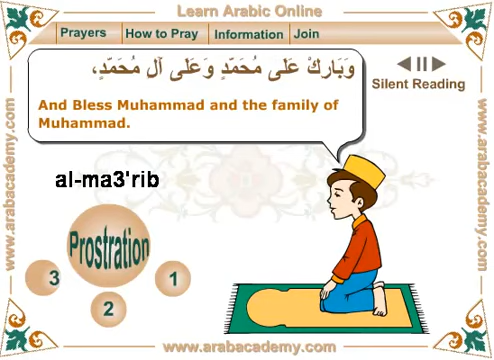 Learn Arabic Online
Prayers How to Pray Information Join
وَبَارِكْ عَلَى مُحَمّدٍ وَعَلَى آلِ مُحَمّدٍ،
And Bless Muhammad and the family of
Muhammad.
Silent Reading
al-ma3'rib
Prostration
3
2
1
www.arabacademy.com
www.arabacademy.com
www.arabacademy.com